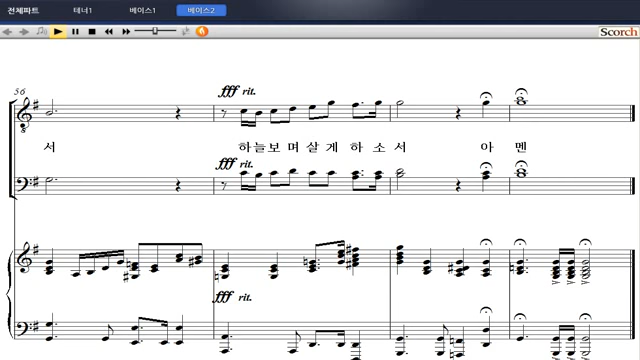 전체파트 테너1 베이스1 베이스2
Scorch
56
fff rit.
서 하늘보며살게하소서 아멘
fff rit.
fff rit.